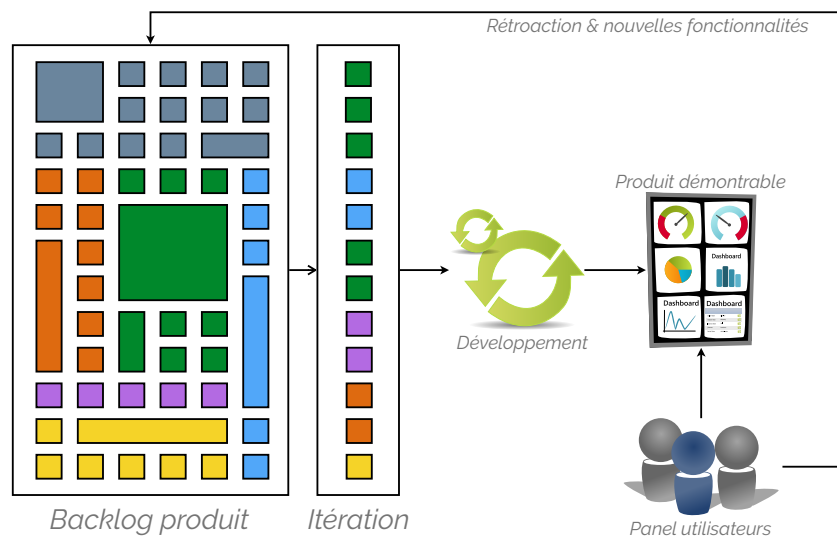 Rétroaction & nouvelles fonctionnalités
Produit démontrable
Dashboard
Dashboard
Dashboard
Développement
Backlog produit
Itération
Panel utilisateurs